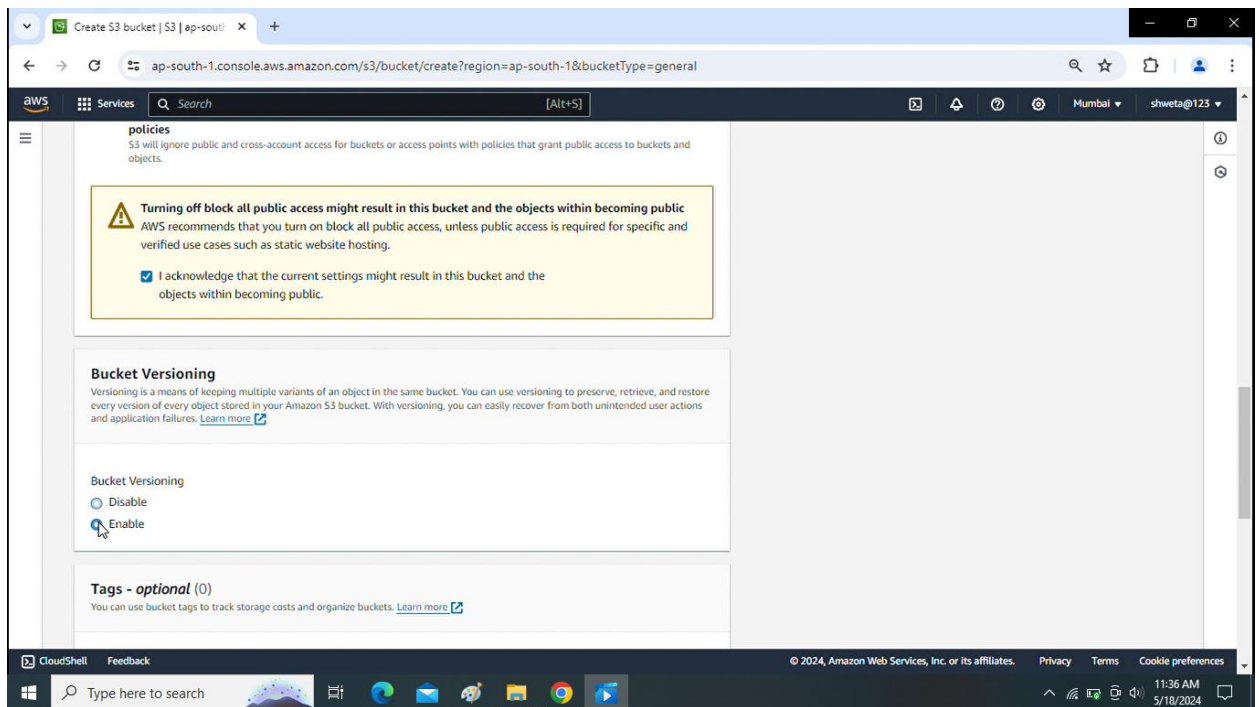 Create S3 bucket | S3 | ap-sout
ap-south-1.console.aws.amazon.com/s3/bucket/create?region=ap-south-1&bucketType=general
aws Services Search [Alt+S] Mumbai shweta@123
policies
S3 will ignore public and cross-account access for buckets or access points with policies that grant public access to buckets and
objects.
Turning off block all public access might result in this bucket and the objects within becoming public
AWS recommends that you turn on block all public access, unless public access is required for specific and
verified use cases such as static website hosting.
I acknowledge that the current settings might result in this bucket and the
objects within becoming public.
Bucket Versioning
Versioning is a means of keeping multiple variants of an object in the same bucket. You can use versioning to preserve, retrieve, and restore
every version of every object stored in your Amazon S3 bucket. With versioning, you can easily recover from both unintended user actions
and application failures. Learn more
Bucket Versioning
Disable
Enable
Tags - optional (0)
You can use bucket tags to track storage costs and organize buckets. Learn more
CloudShell Feedback © 2024, Amazon Web Services, Inc. or its affiliates. Privacy Terms Cookie preferences
Type here to search
11:36 AM
5/18/2024